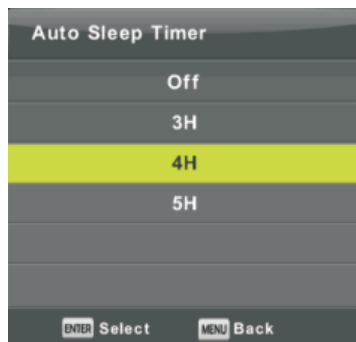 Auto Sleep Timer
Off
3H
4H
5H
ENTER Select MENU Back